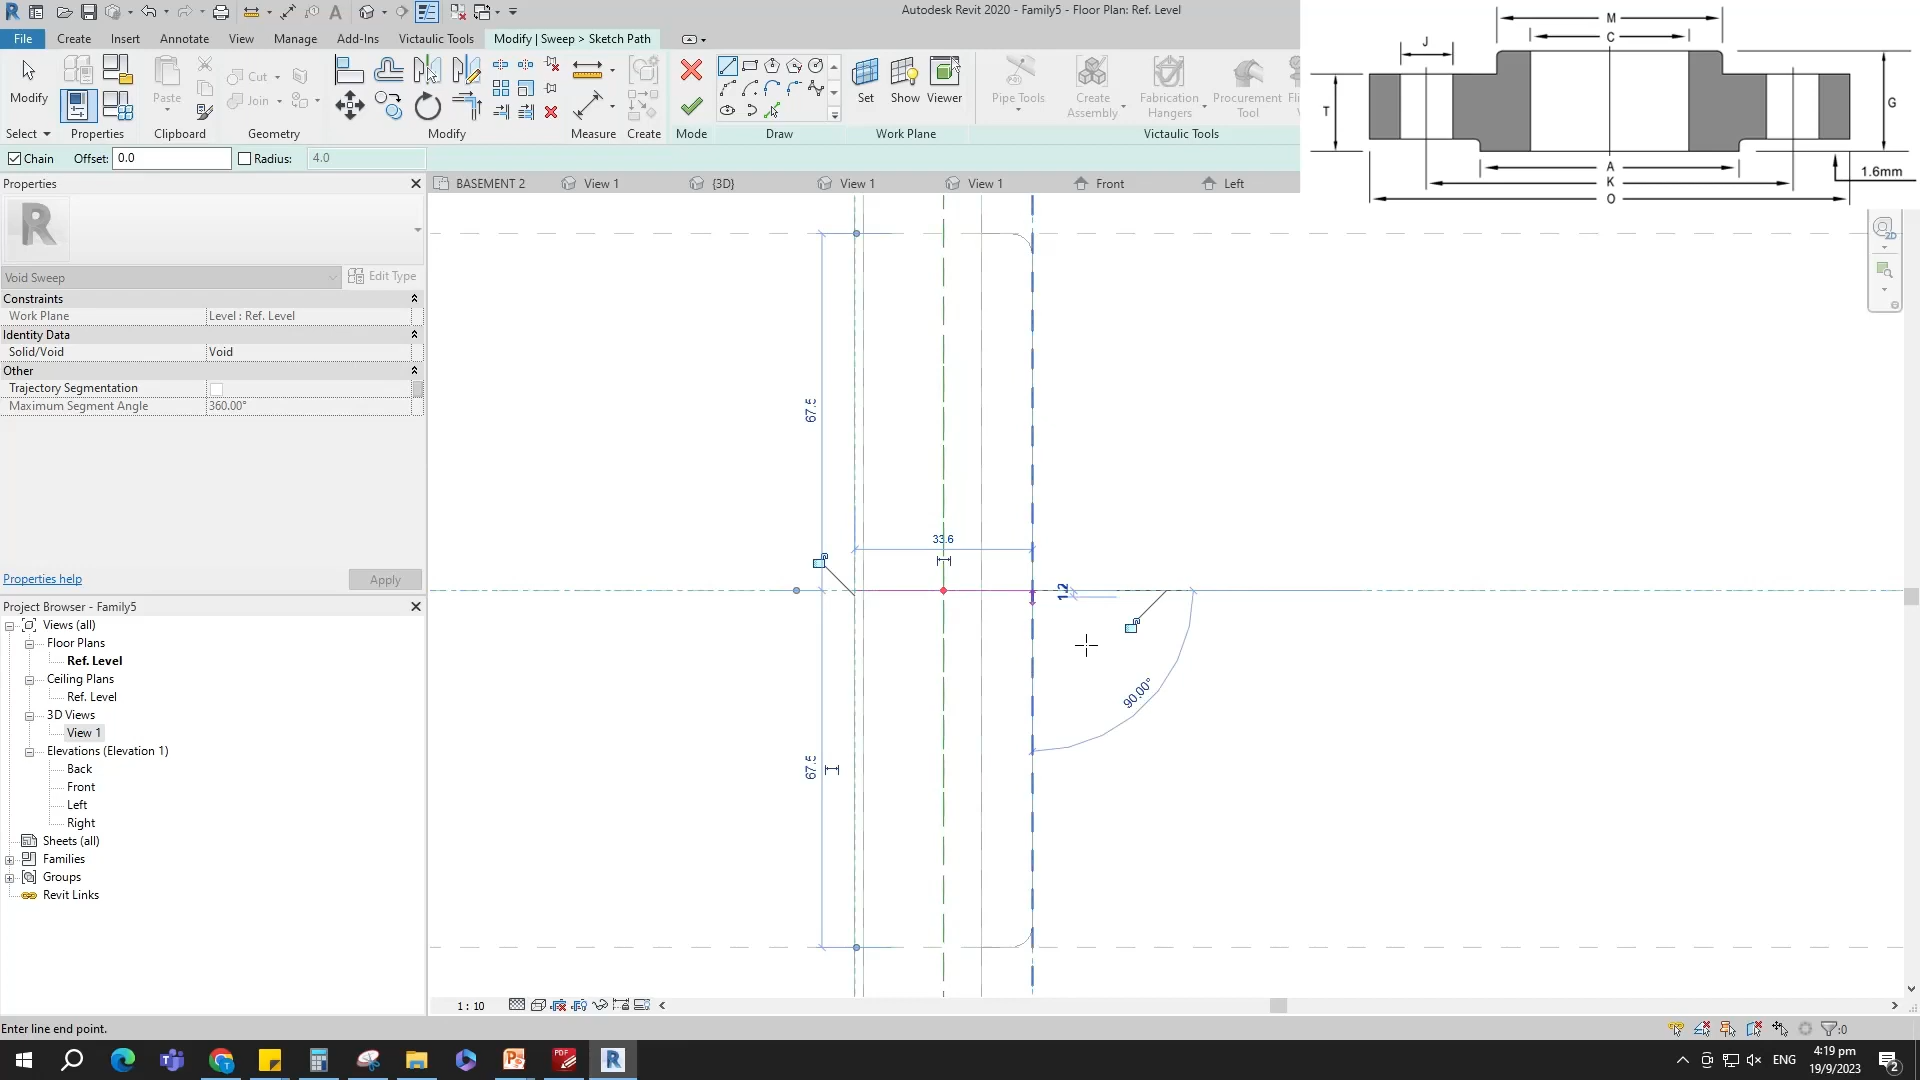 Autodesk Revit 2020 - Family5 - Floor Plan: Ref. Level
File Create Insert Annotate View Manage Add-Ins Victaulic Tools Modify | Sweep > Sketch Path
Modify Paste Cut Join Set Show Viewer Pipe Tools Create Assembly Fabrication Hangers Procurement Tool
Select Properties Clipboard Geometry Modify Measure Create Mode Draw Work Plane Victaulic Tools
Chain Offset: 0.0 Radius: 4.0
Properties
BASEMENT 2 View 1 {3D} View 1 View 1 Front Left
M
C
J
T
G
A
K
O
1.6mm
Void Sweep Edit Type
Constraints
Work Plane Level : Ref. Level
Identity Data
Solid/Void Void
Other
Trajectory Segmentation
Maximum Segment Angle 360.00°
Properties help Apply
Project Browser - Family5
Views (all)
Floor Plans
Ref. Level
Ceiling Plans
Ref. Level
3D Views
View 1
Elevations (Elevation 1)
Back
Front
Left
Right
Sheets (all)
Families
Groups
Revit Links
67.5
33.6
1.2
90.00°
67.5
2D
1 : 10
Enter line end point.
:0
ENG
4:19 pm
19/9/2023
2